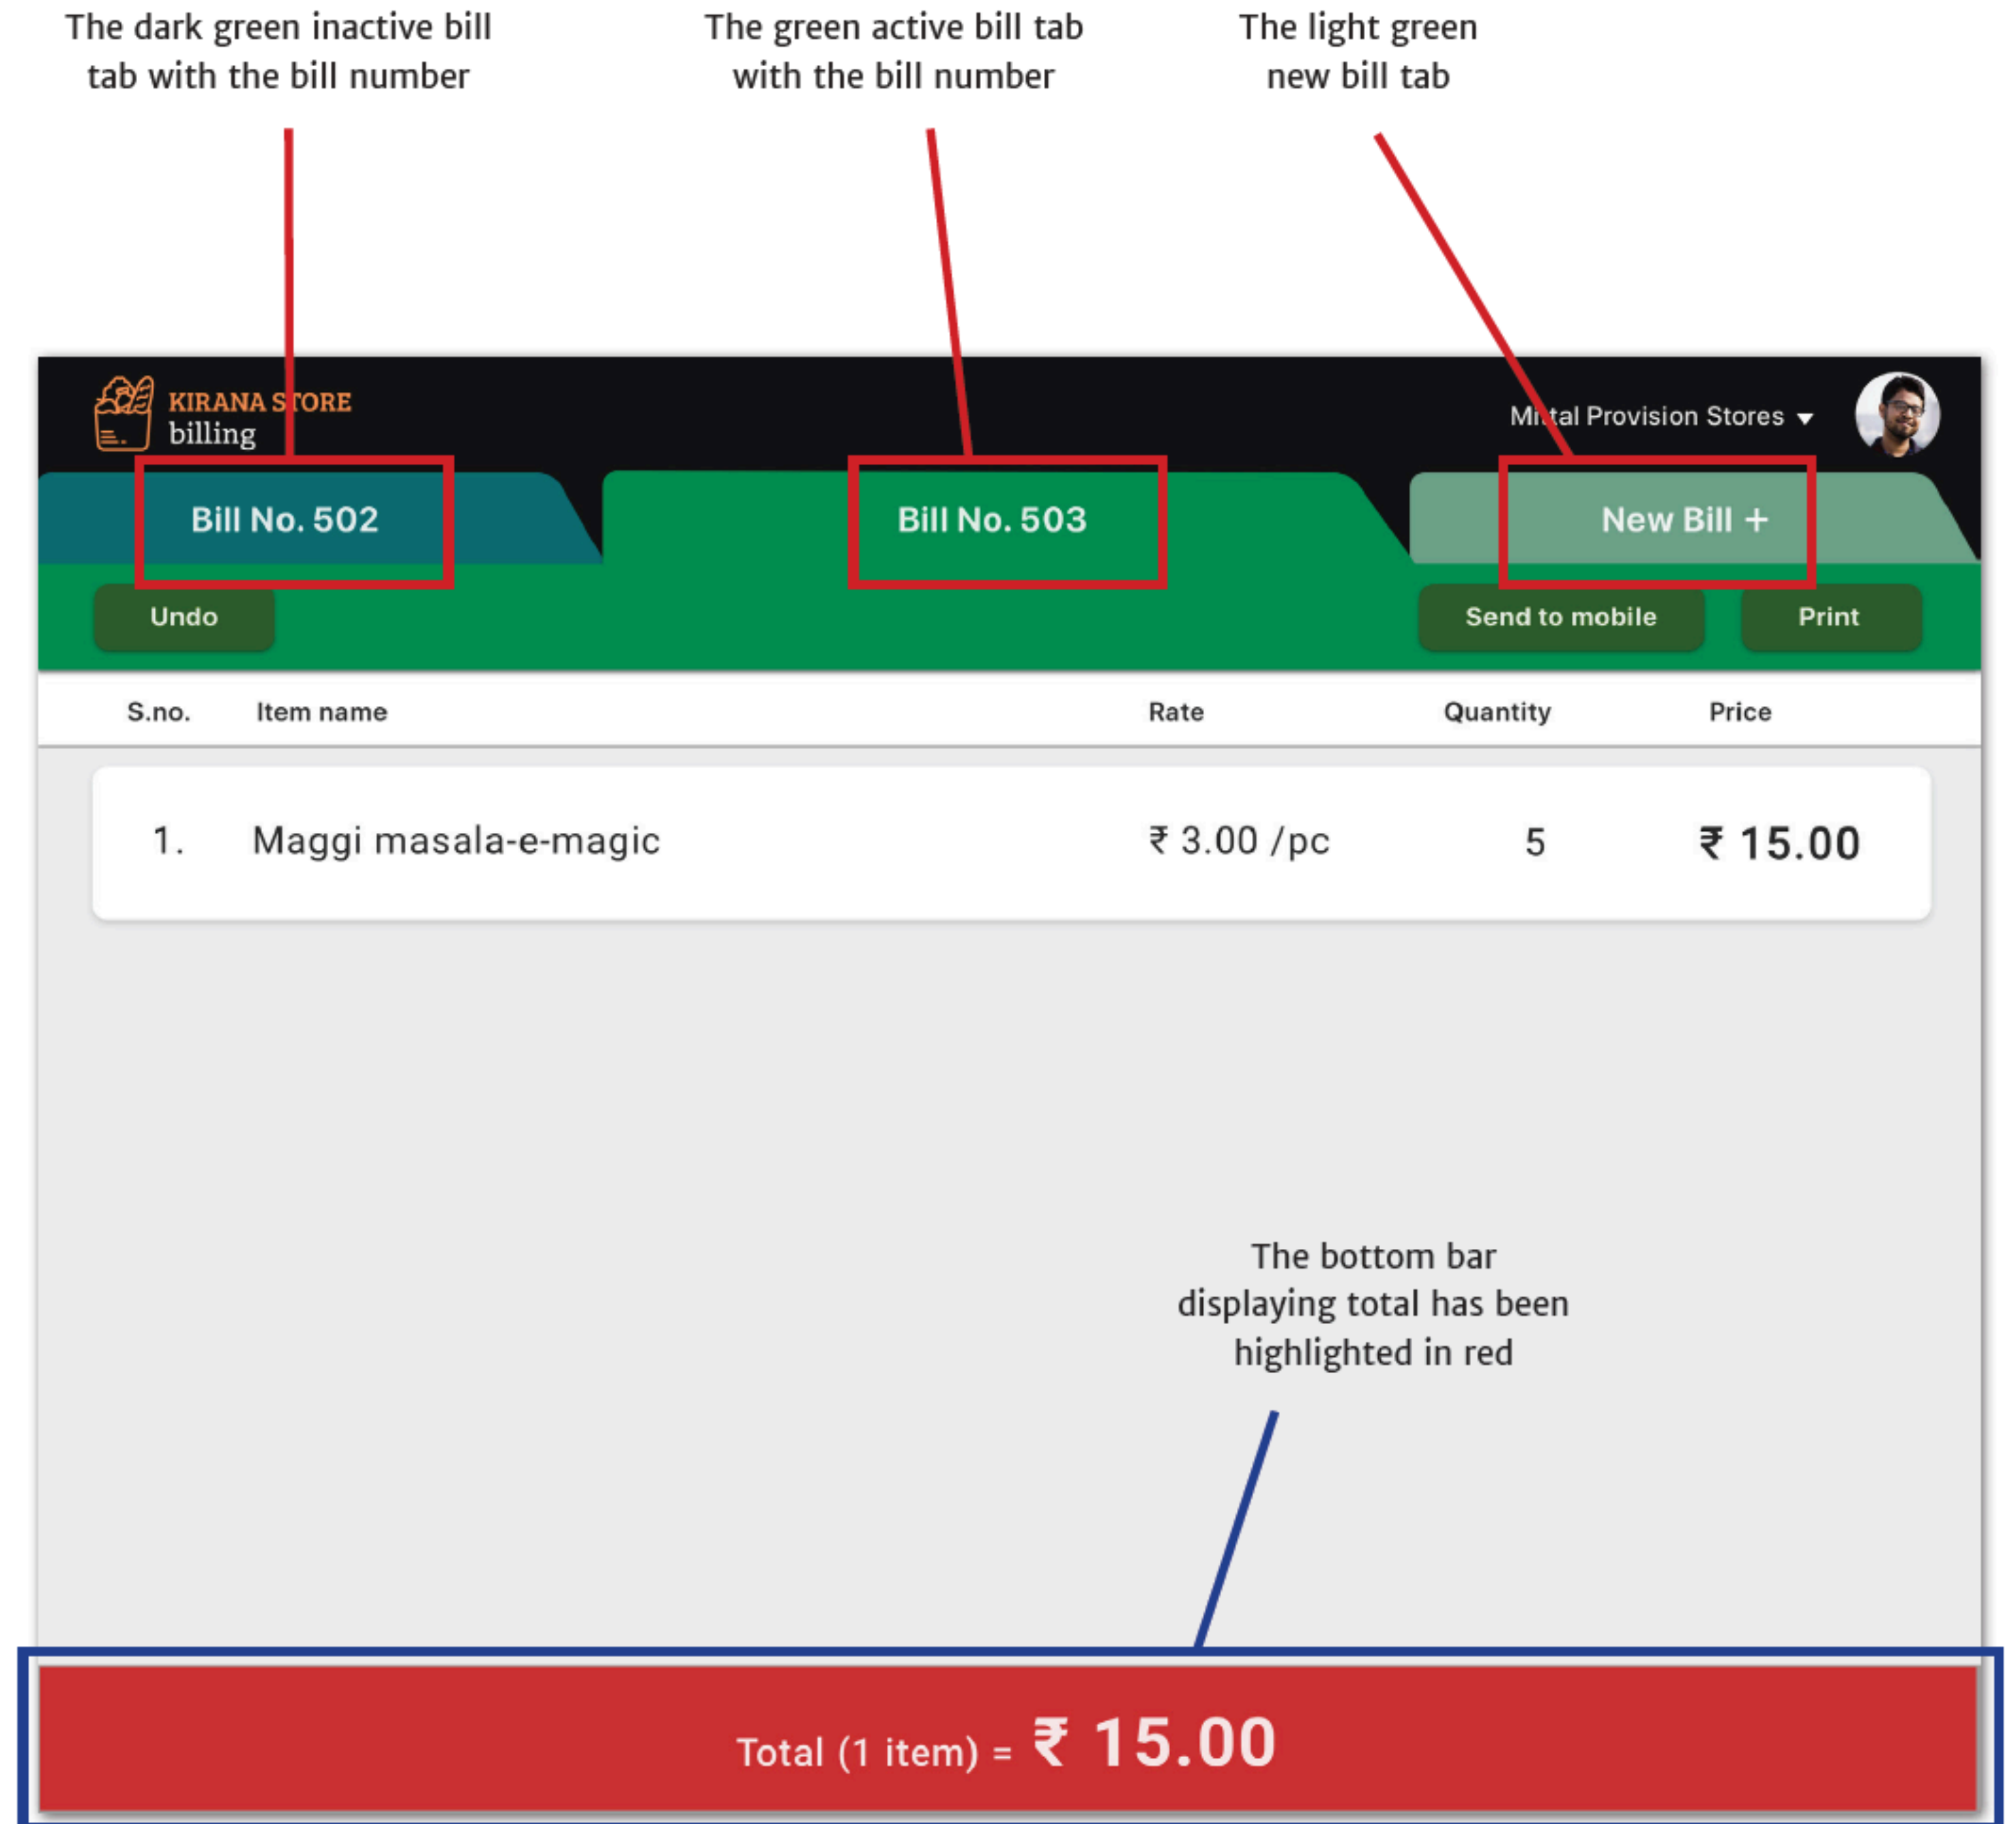 The dark green inactive bill
tab with the bill number
The green active bill tab
with the bill number
The light green
new bill tab
KIRANA STORE
billing
Mittal Provision Stores
Bill No. 502
Bill No. 503
New Bill +
Undo
Send to mobile
Print
S.no. Item name Rate Quantity Price
1. Maggi masala-e-magic ₹ 3.00 /pc 5 ₹ 15.00
The bottom bar
displaying total has been
highlighted in red
Total (1 item) = ₹ 15.00